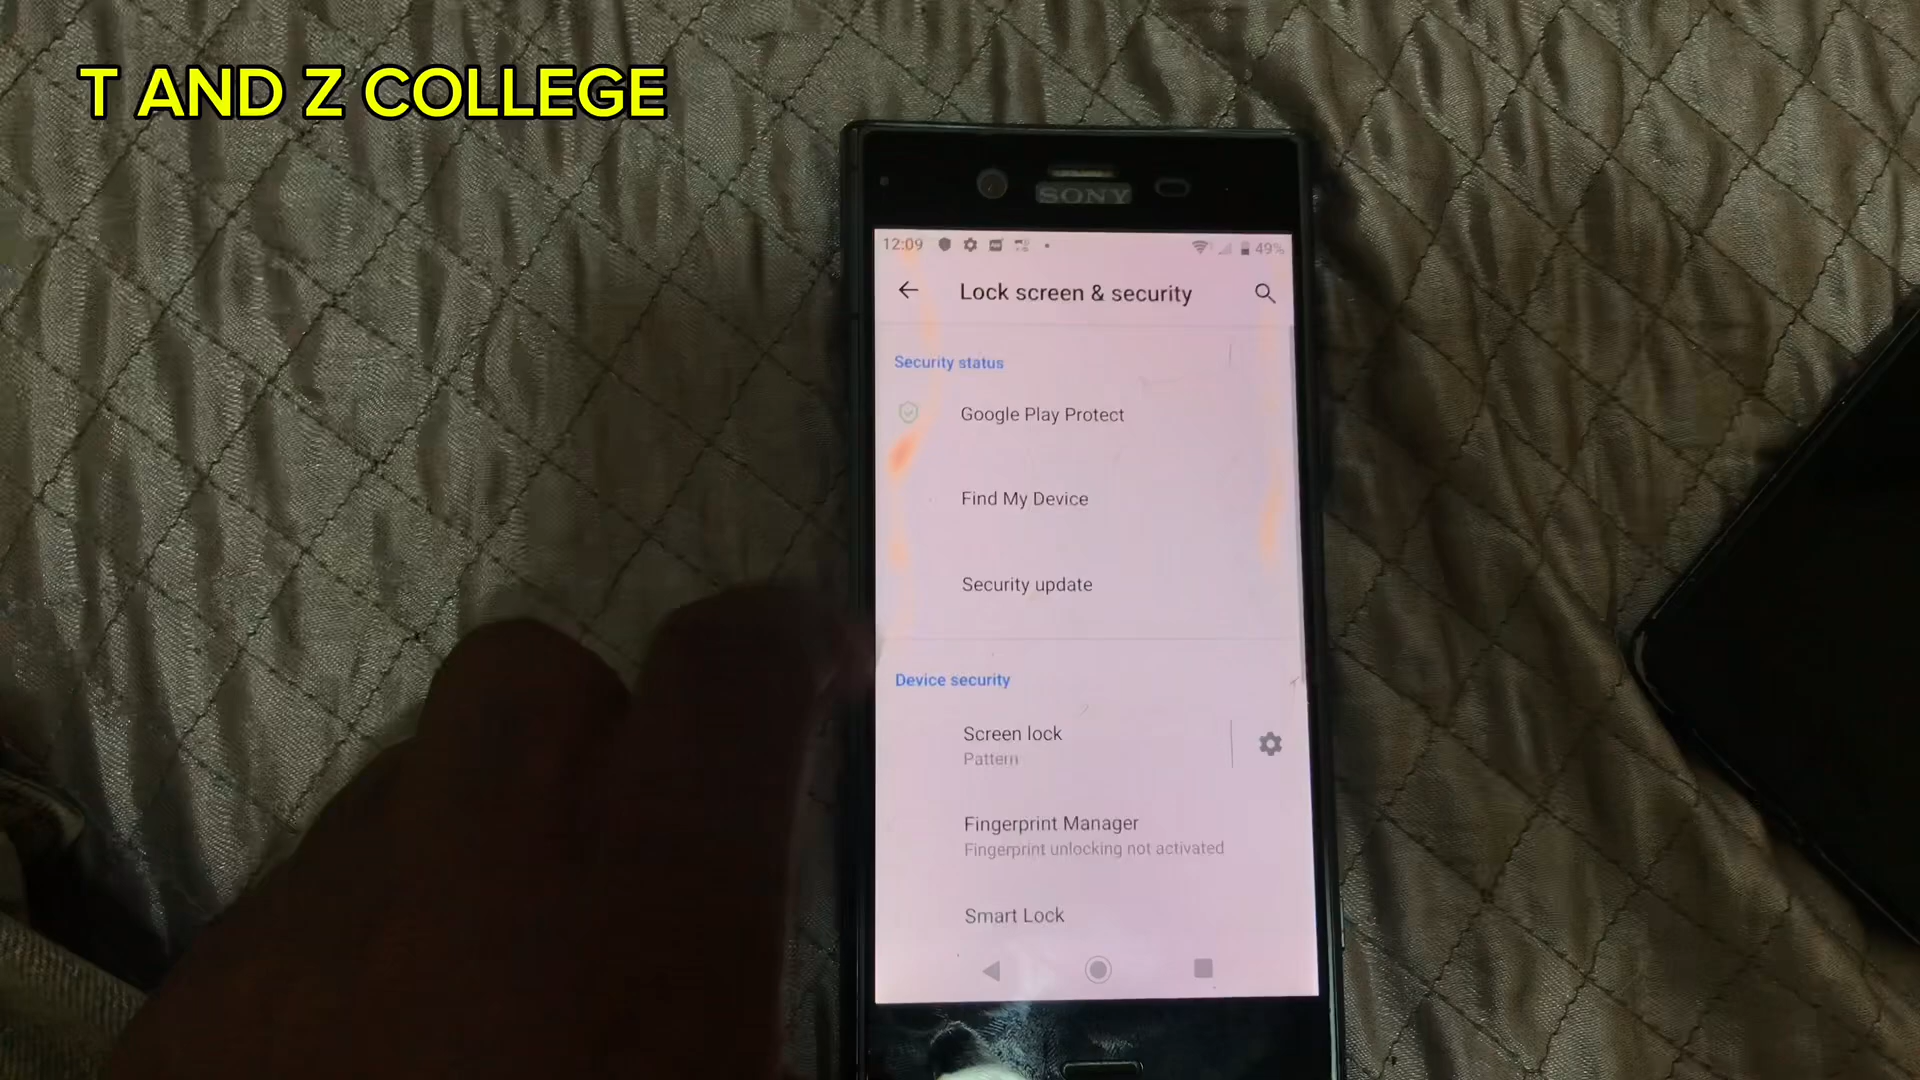 T AND Z COLLEGE
SONY
12:09
49%
Lock screen & security
Security status
Google Play Protect
Find My Device
Security update
Device security
Screen lock
Pattern
Fingerprint Manager
Fingerprint unlocking not activated
Smart Lock